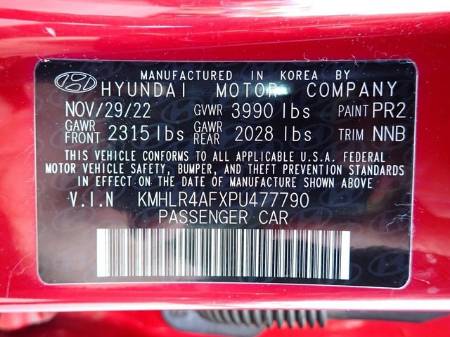 MANUFACTURED IN KOREA BY
HYUNDAI MOTOR COMPANY
NOV/29/22 GVWR 3990 lbs PAINT PR2
GAWR FRONT 2315 lbs GAWR REAR 2028 lbs TRIM NNB
THIS VEHICLE CONFORMS TO ALL APPLICABLE U.S.A. FEDERAL
MOTOR VEHICLE SAFETY, BUMPER, AND THEFT PREVENTION STANDARDS
IN EFFECT ON THE DATE OF MANUFACTURE SHOWN ABOVE.
V.I.N KMHLR4AFXPU477790
PASSENGER CAR